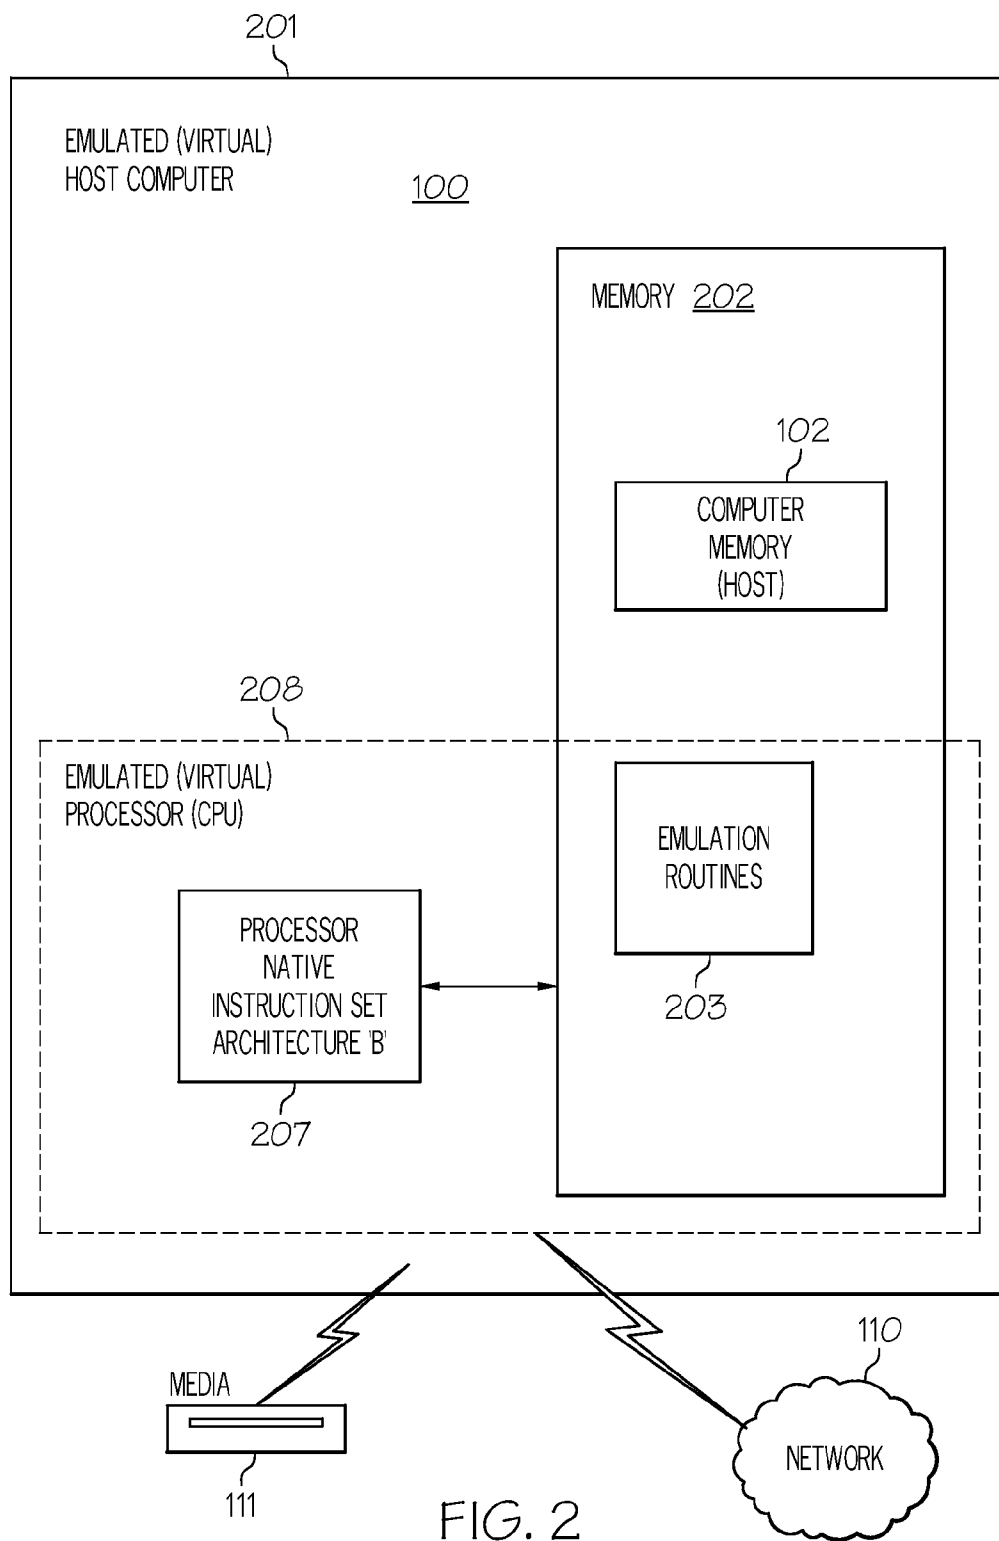 201
EMULATED (VIRTUAL)
HOST COMPUTER
100
MEMORY 202
102
COMPUTER
MEMORY
(HOST)
208
EMULATED (VIRTUAL)
PROCESSOR (CPU)
EMULATION
ROUTINES
203
PROCESSOR
NATIVE
INSTRUCTION SET
ARCHITECTURE 'B'
207
MEDIA
111
110
NETWORK
FIG. 2